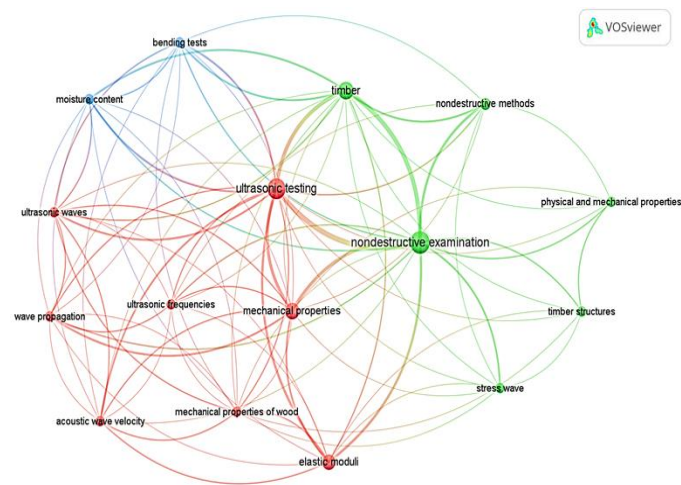 VOSviewer
bending tests
timber
moisture content
nondestructive methods
ultrasonic testing
physical and mechanical properties
ultrasonic waves
nondestructive examination
ultrasonic frequencies
mechanical properties
timber structures
wave propagation
stress wave
mechanical properties of wood
acoustic wave velocity
elastic moduli